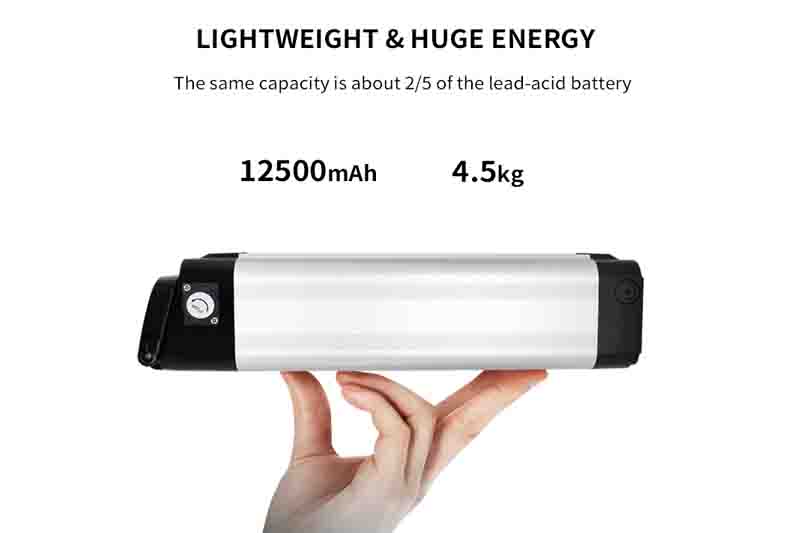 LIGHTWEIGHT & HUGE ENERGY
The same capacity is about 2/5 of the lead-acid battery
12500mAh 4.5kg